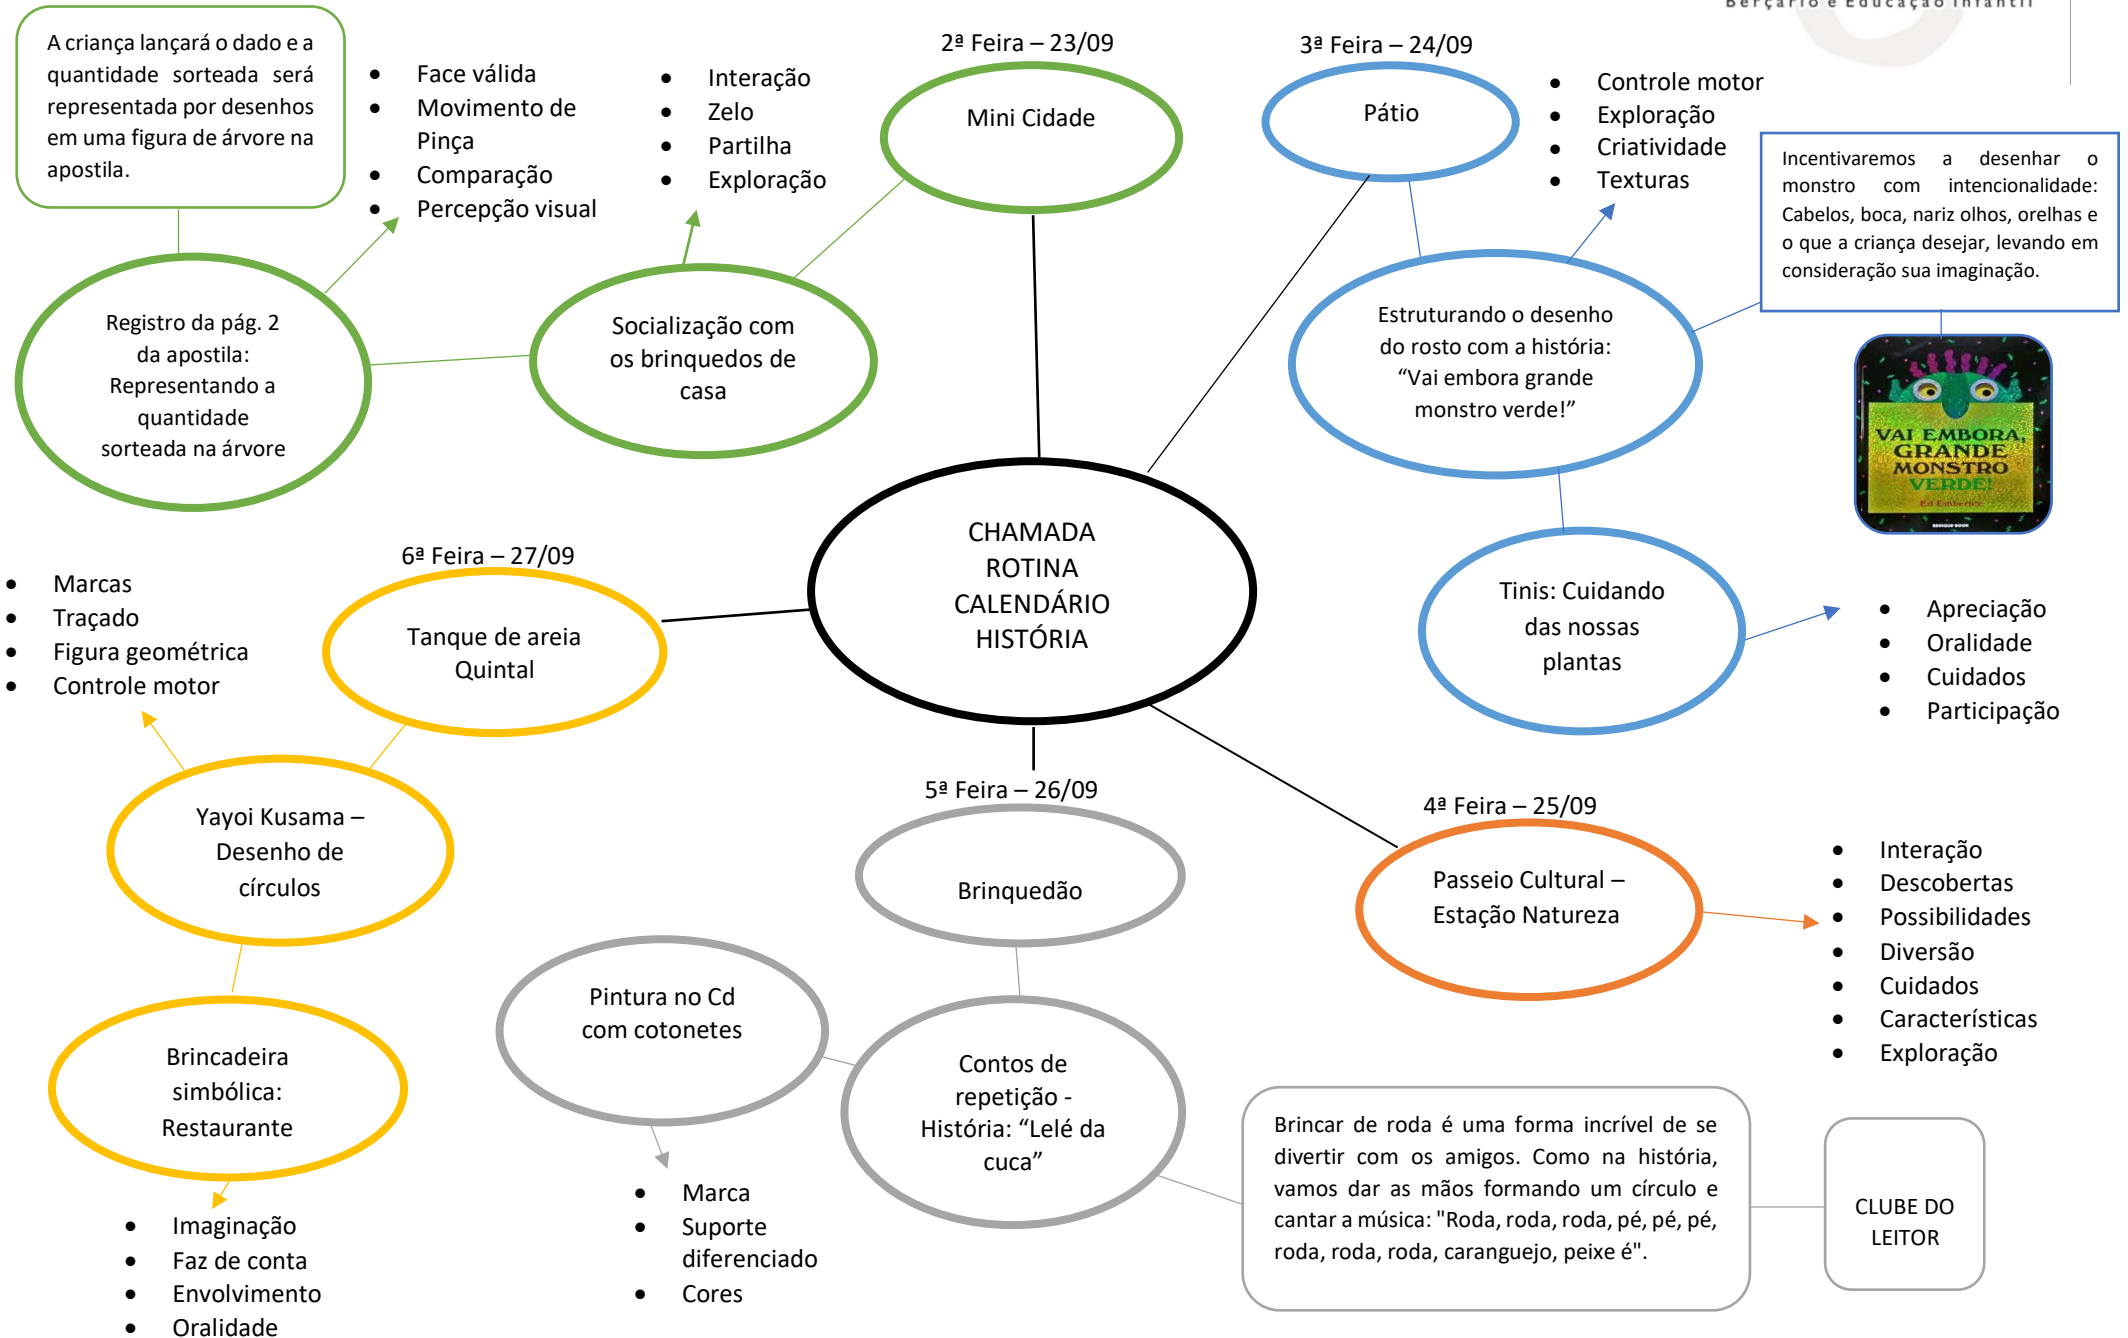 Berçário e Educação Infantil
A criança lançará o dado e a
quantidade sorteada será
representada por desenhos
em uma figura de árvore na
apostila.
• Face válida
• Movimento de
Pinça
• Comparação
• Percepção visual
• Interação
• Zelo
• Partilha
• Exploração
2ª Feira – 23/09
Mini Cidade
3ª Feira – 24/09
Pátio
• Controle motor
• Exploração
• Criatividade
• Texturas
Incentivaremos a desenhar o
monstro com intencionalidade:
Cabelos, boca, nariz olhos, orelhas e
o que a criança desejar, levando em
consideração sua imaginação.
Registro da pág. 2
da apostila:
Representando a
quantidade
sorteada na árvore
Socialização com
os brinquedos de
casa
Estruturando o desenho
do rosto com a história:
“Vai embora grande
monstro verde!”
VAI EMBORA,
GRANDE
MONSTRO
VERDE!
Ed Emberley
BRINQUE-BOOK
CHAMADA
ROTINA
CALENDÁRIO
HISTÓRIA
6ª Feira – 27/09
Tanque de areia
Quintal
• Marcas
• Traçado
• Figura geométrica
• Controle motor
Tinis: Cuidando
das nossas
plantas
• Apreciação
• Oralidade
• Cuidados
• Participação
Yayoi Kusama –
Desenho de
círculos
5ª Feira – 26/09
Brinquedão
4ª Feira – 25/09
Passeio Cultural –
Estação Natureza
• Interação
• Descobertas
• Possibilidades
• Diversão
• Cuidados
• Características
• Exploração
Pintura no Cd
com cotonetes
Contos de
repetição -
História: “Lelé da
cuca”
Brincadeira
simbólica:
Restaurante
• Imaginação
• Faz de conta
• Envolvimento
• Oralidade
• Marca
• Suporte
diferenciado
• Cores
Brincar de roda é uma forma incrível de se
divertir com os amigos. Como na história,
vamos dar as mãos formando um círculo e
cantar a música: "Roda, roda, roda, pé, pé, pé,
roda, roda, roda, caranguejo, peixe é".
CLUBE DO
LEITOR